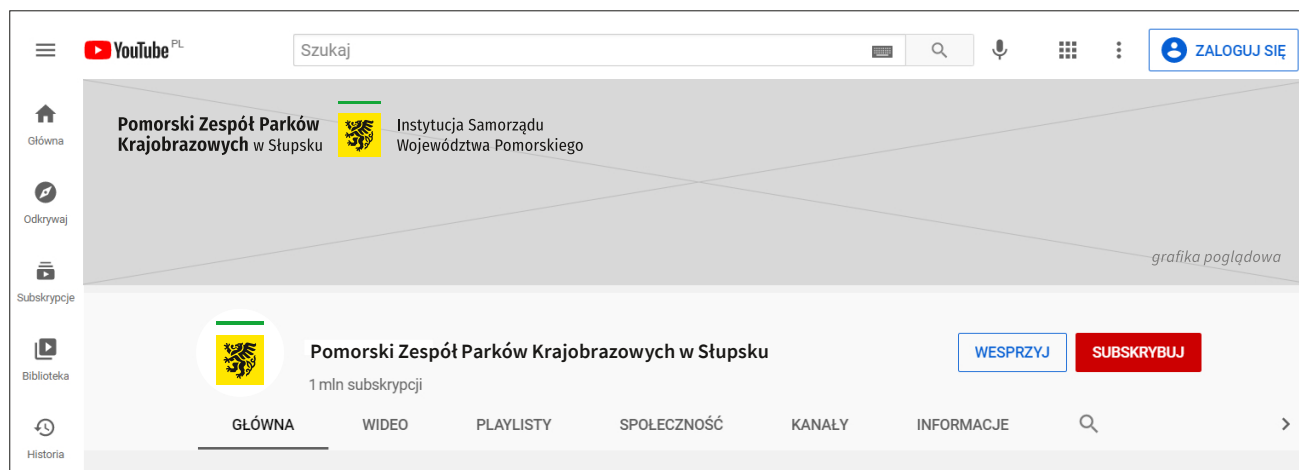 YouTube PL
Szukaj
ZALOGUJ SIĘ
Główna
Odkrywaj
Subskrypcje
Biblioteka
Historia
Pomorski Zespół Parków
Krajobrazowych w Słupsku
Instytucja Samorządu
Województwa Pomorskiego
grafika poglądowa
Pomorski Zespół Parków Krajobrazowych w Słupsku
1 mln subskrypcji
WESPRZYJ
SUBSKRYBUJ
GŁÓWNA WIDEO PLAYLISTY SPOŁECZNOŚĆ KANAŁY INFORMACJE